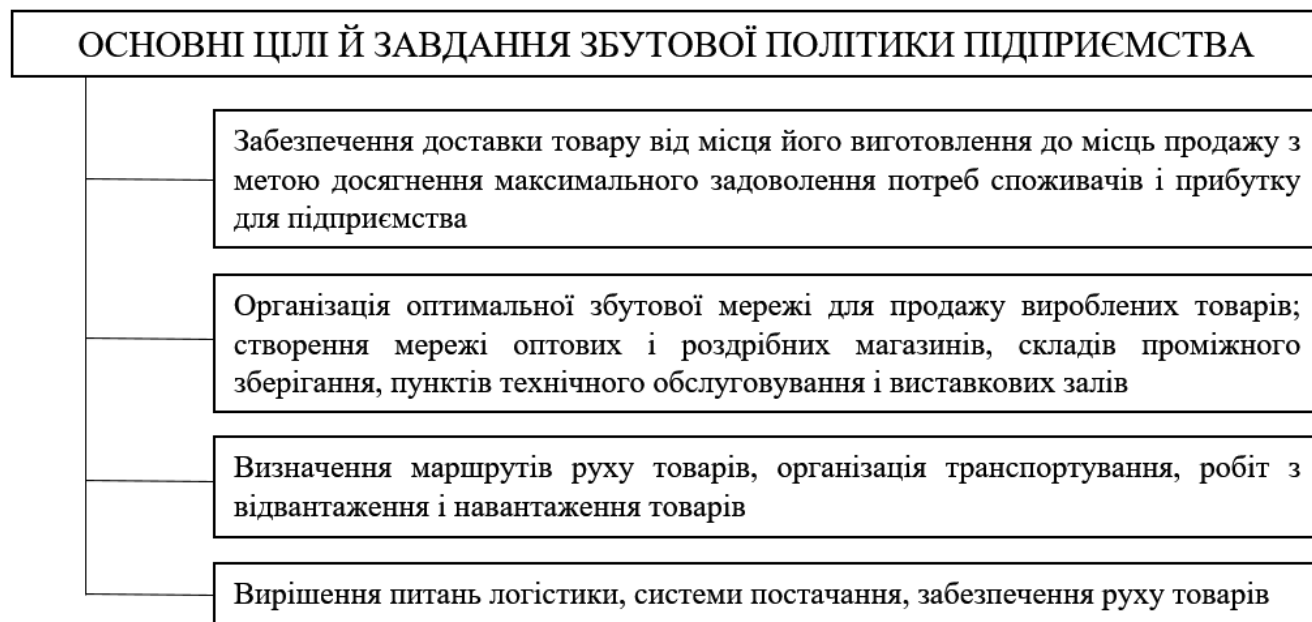 ОСНОВНІ ЦІЛІ Й ЗАВДАННЯ ЗБУТОВОЇ ПОЛІТИКИ ПІДПРИЄМСТВА
Забезпечення доставки товару від місця його виготовлення до місць продажу з
метою досягнення максимального задоволення потреб споживачів і прибутку
для підприємства
Організація оптимальної збутової мережі для продажу вироблених товарів;
створення мережі оптових і роздрібних магазинів, складів проміжного
зберігання, пунктів технічного обслуговування і виставкових залів
Визначення маршрутів руху товарів, організація транспортування, робіт з
відвантаження і навантаження товарів
Вирішення питань логістики, системи постачання, забезпечення руху товарів